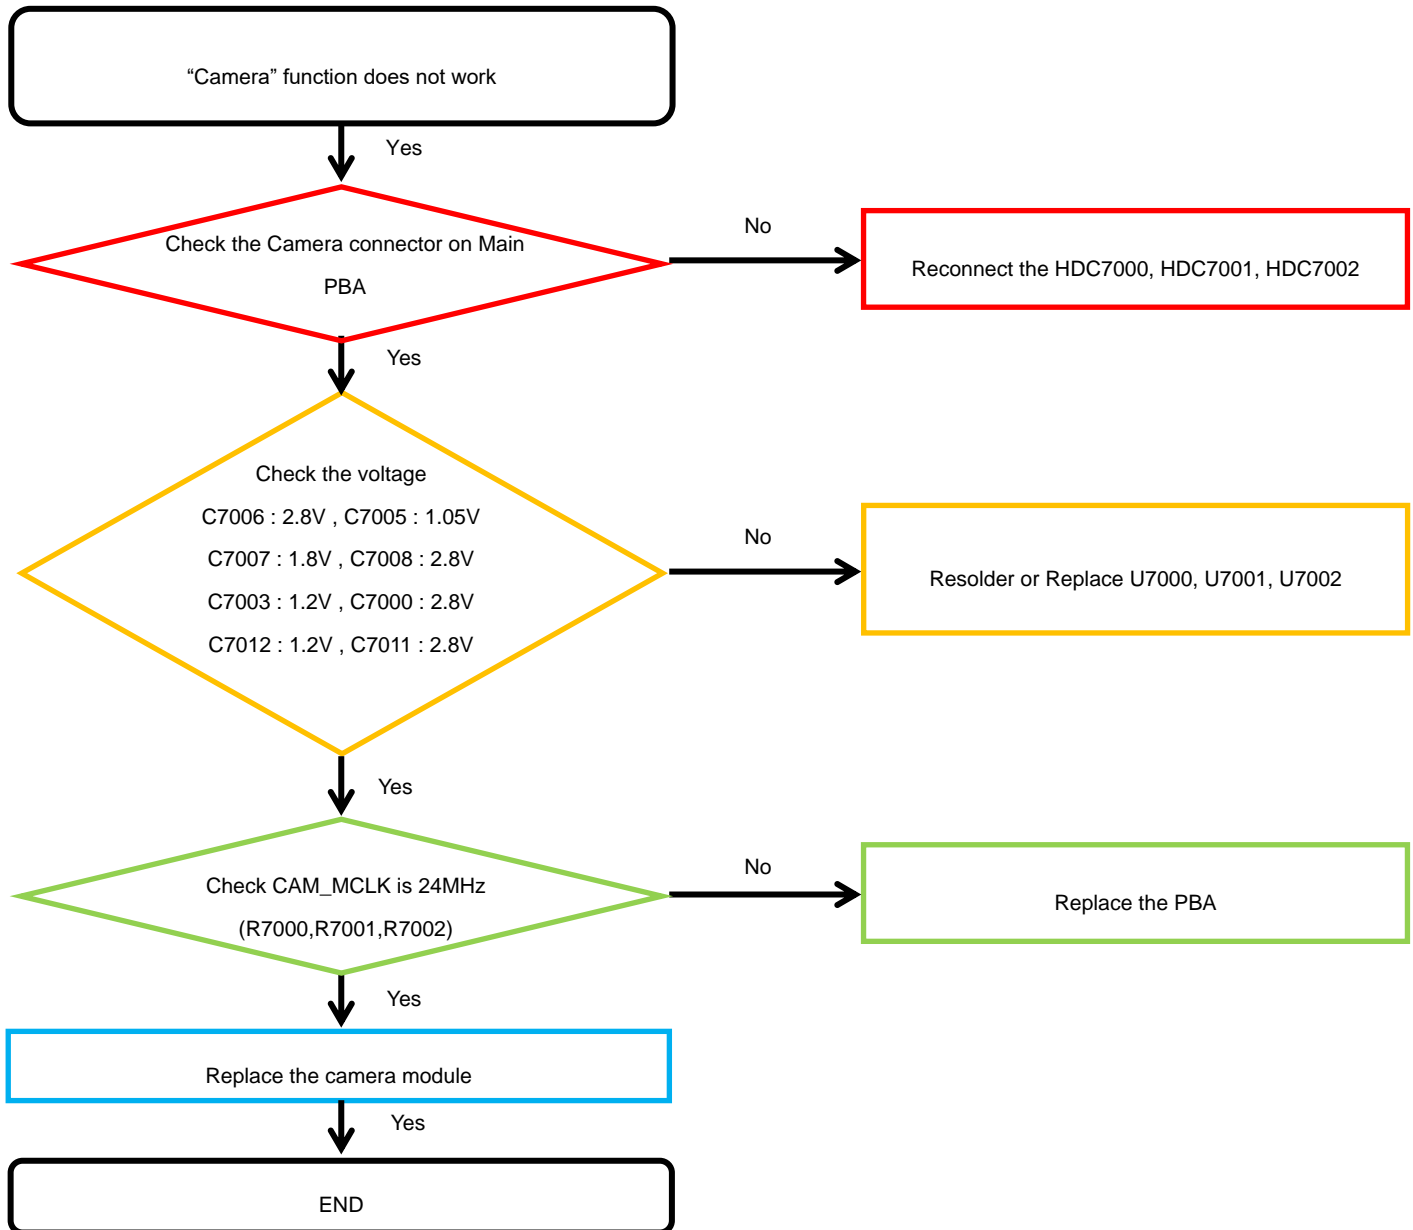 “Camera” function does not work
Yes
Check the Camera connector on Main
PBA
No
Reconnect the HDC7000, HDC7001, HDC7002
Yes
Check the voltage
C7006 : 2.8V , C7005 : 1.05V
C7007 : 1.8V , C7008 : 2.8V
C7003 : 1.2V , C7000 : 2.8V
C7012 : 1.2V , C7011 : 2.8V
No
Resolder or Replace U7000, U7001, U7002
Yes
Check CAM_MCLK is 24MHz
(R7000,R7001,R7002)
No
Replace the PBA
Yes
Replace the camera module
Yes
END